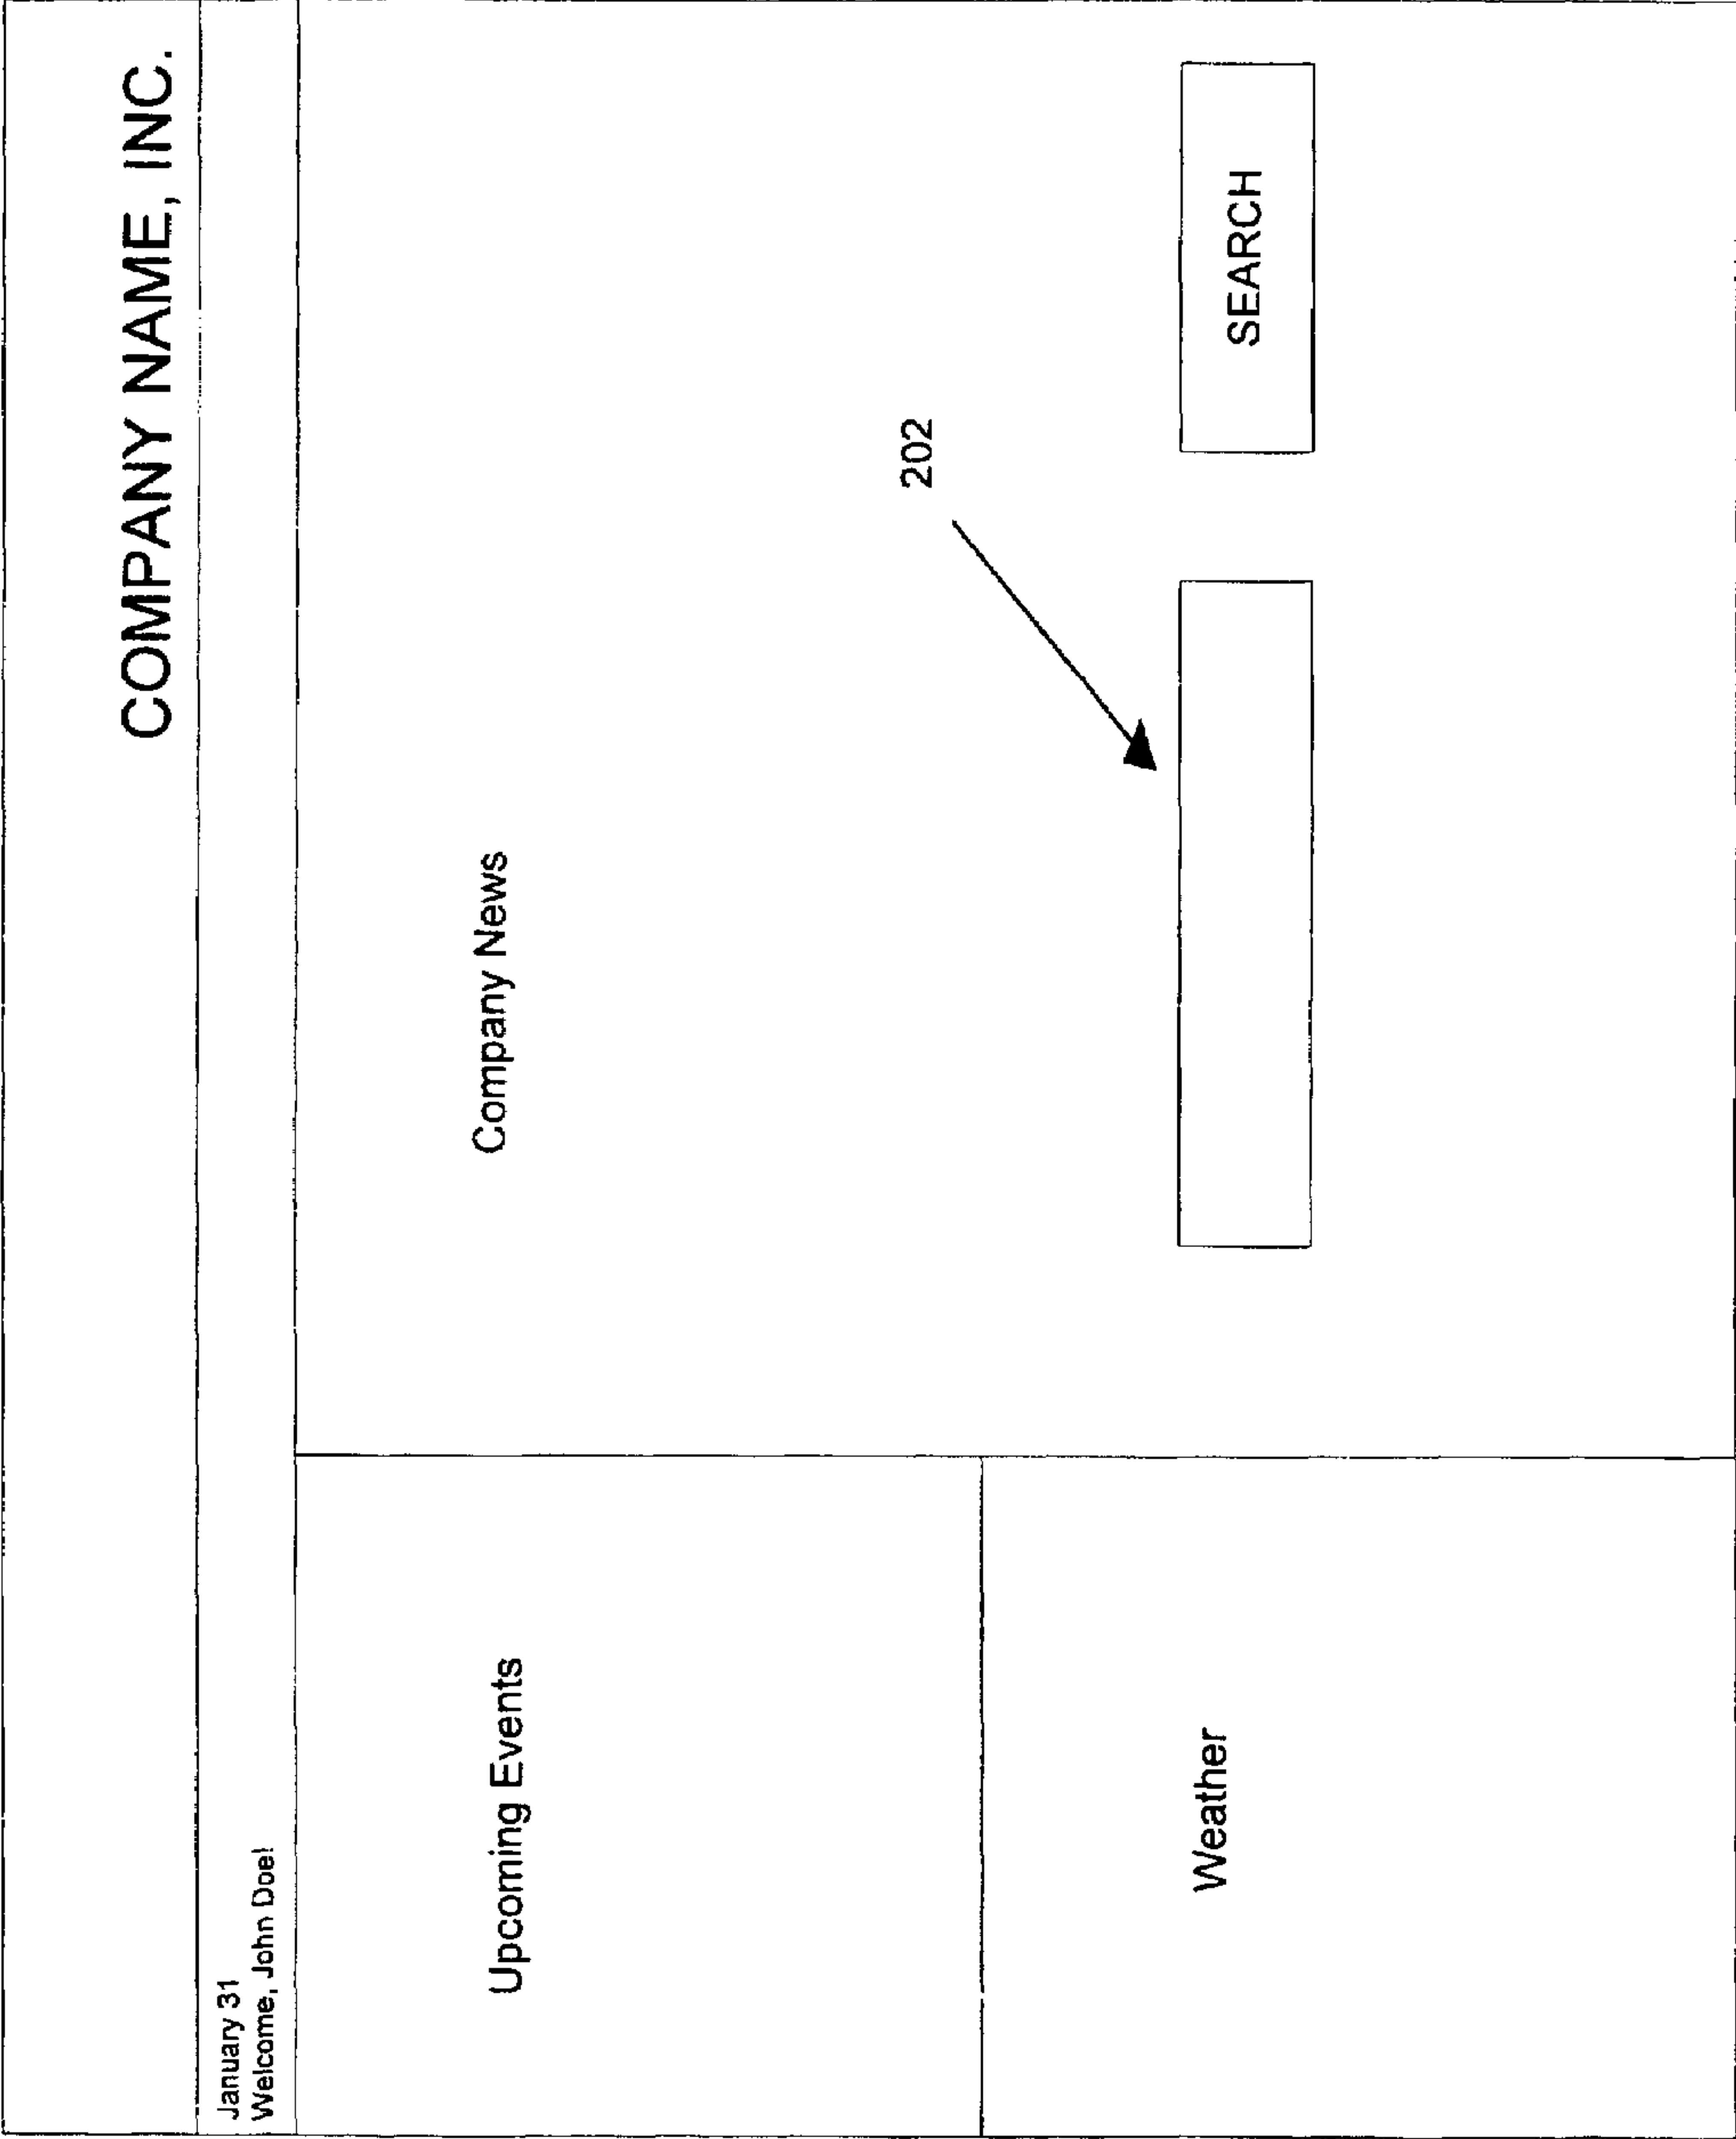 COMPANY NAME, INC.
January 31
Welcome, John Doe!
Upcoming Events
Company News
202
SEARCH
Weather